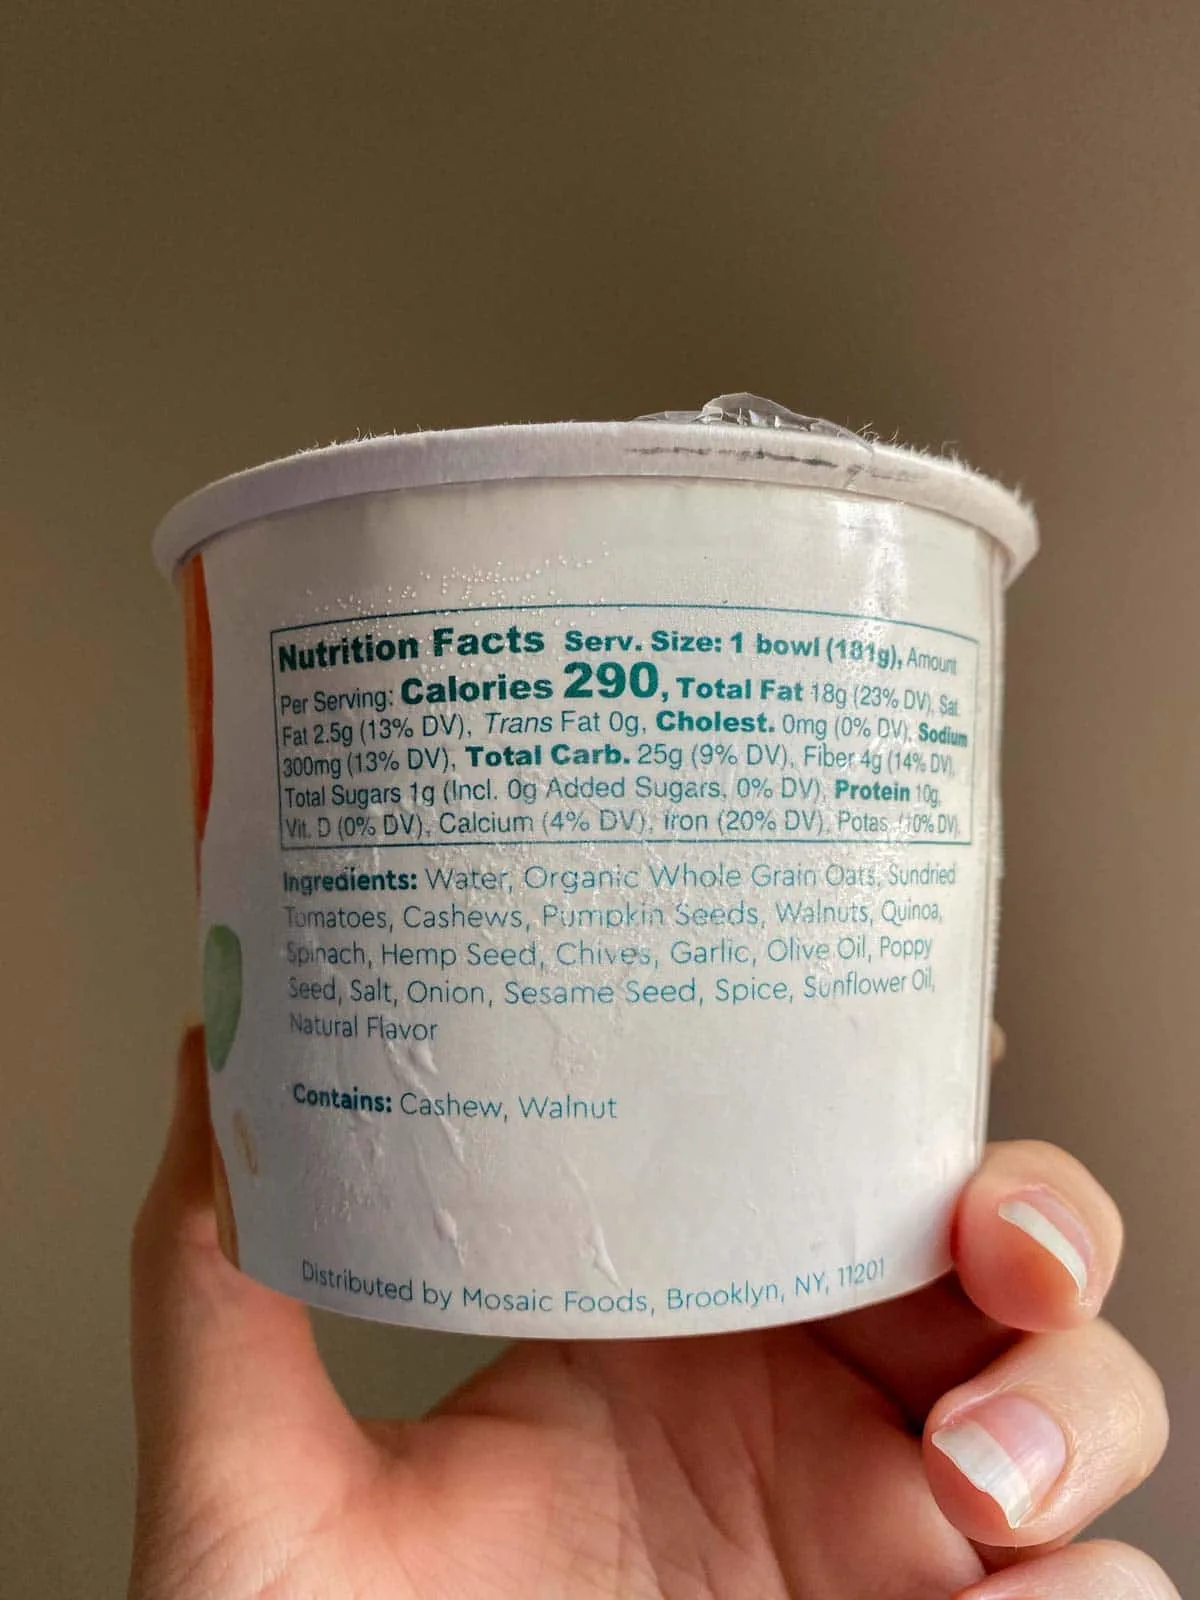 Nutrition Facts Serv. Size: 1 bowl (181g), Amount
Per Serving: Calories 290, Total Fat 18g (23% DV), Sat
Fat 2.5g (13% DV), Trans Fat 0g, Cholest. 0mg (0% DV), Sodium
300mg (13% DV), Total Carb. 25g (9% DV), Fiber 4g (14% DV),
Total Sugars 1g (Incl. 0g Added Sugars, 0% DV), Protein 10g,
Vit. D (0% DV), Calcium (4% DV), Iron (20% DV), Potas. (10% DV).
Ingredients: Water, Organic Whole Grain Oats, Sundried
Tomatoes, Cashews, Pumpkin Seeds, Walnuts, Quinoa,
Spinach, Hemp Seed, Chives, Garlic, Olive Oil, Poppy
Seed, Salt, Onion, Sesame Seed, Spice, Sunflower Oil,
Natural Flavor
Contains: Cashew, Walnut
Distributed by Mosaic Foods, Brooklyn, NY, 11201